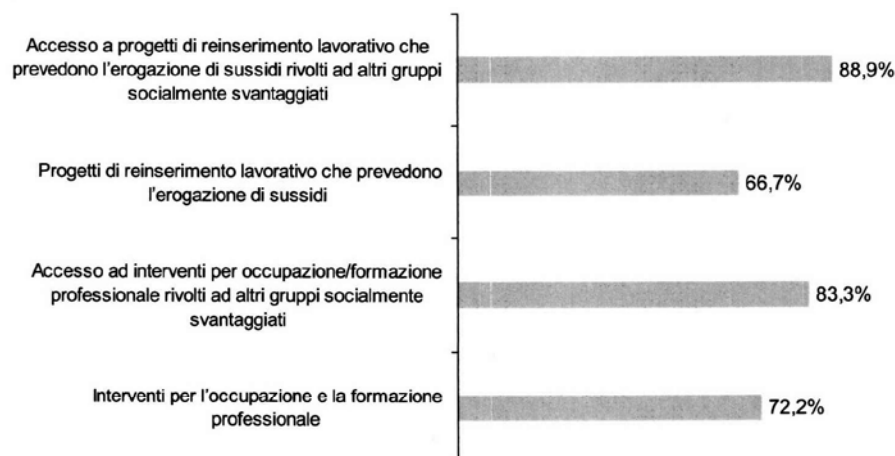 Accesso a progetti di reinserimento lavorativo che
prevedono l'erogazione di sussidi rivolti ad altri gruppi
socialmente svantaggiati
88,9%
Progetti di reinserimento lavorativo che prevedono
l'erogazione di sussidi
66,7%
Accesso ad interventi per occupazione/formazione
professionale rivolti ad altri gruppi socialmente
svantaggiati
83,3%
Interventi per l'occupazione e la formazione
professionale
72,2%